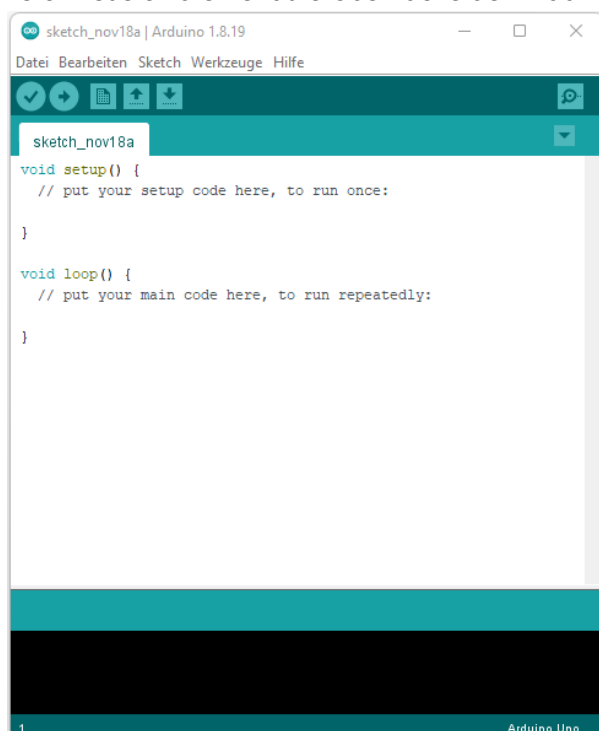 sketch_nov18a | Arduino 1.8.19
Datei Bearbeiten Sketch Werkzeuge Hilfe
sketch_nov18a
void setup() {
  // put your setup code here, to run once:
}
void loop() {
  // put your main code here, to run repeatedly:
}
1
Arduino Uno